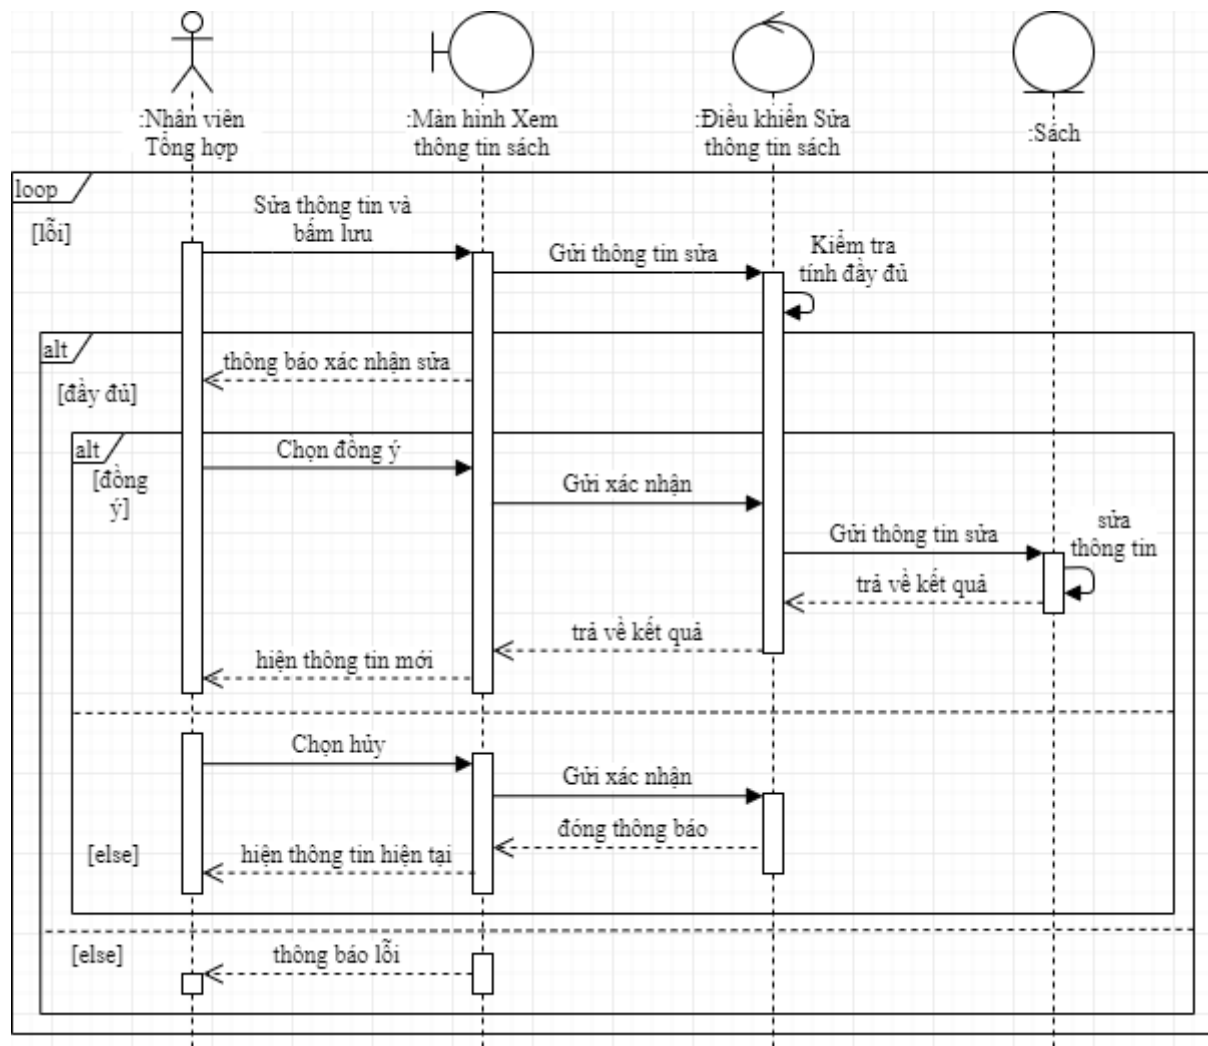 :Nhân viên
Tổng hợp
:Màn hình Xem
thông tin sách
:Điều khiển Sửa
thông tin sách
:Sách
loop
[lỗi]
Sửa thông tin và
bấm lưu
Gửi thông tin sửa
Kiểm tra
tính đầy đủ
alt
[đầy đủ]
thông báo xác nhận sửa
alt
[đồng
ý]
Chọn đồng ý
Gửi xác nhận
Gửi thông tin sửa
sửa
thông tin
trả về kết quả
trả về kết quả
hiện thông tin mới
Chọn hủy
Gửi xác nhận
đóng thông báo
[else]
hiện thông tin hiện tại
[else]
thông báo lỗi